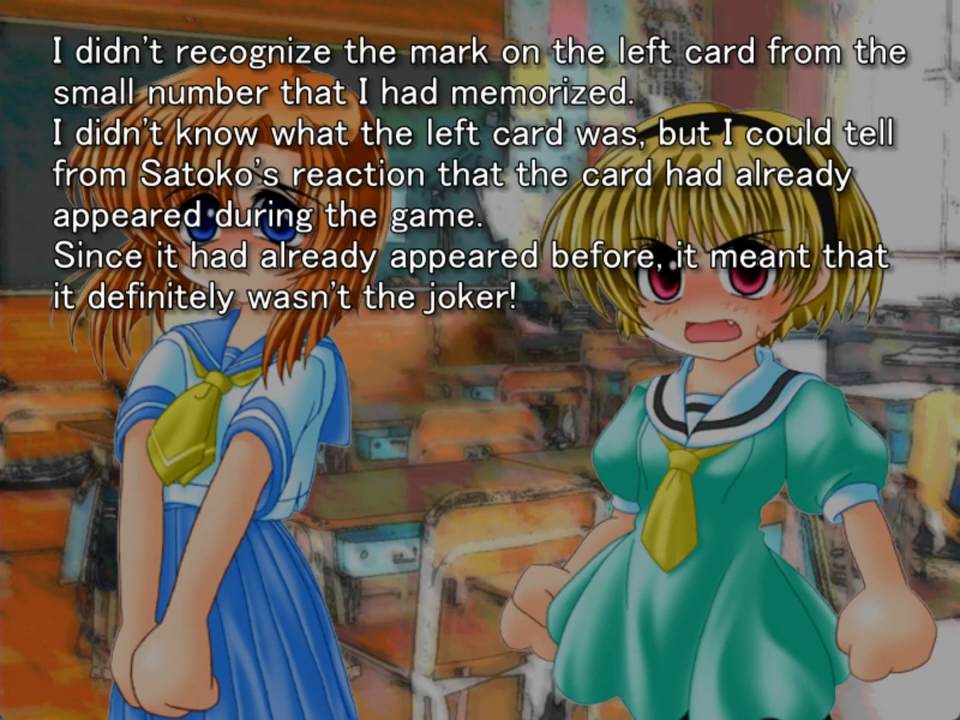 I didn't recognize the mark on the left card from the
small number that I had memorized.
I didn't know what the left card was, but I could tell
from Satoko's reaction that the card had already
appeared during the game.
Since it had already appeared before, it meant that
it definitely wasn't the joker!